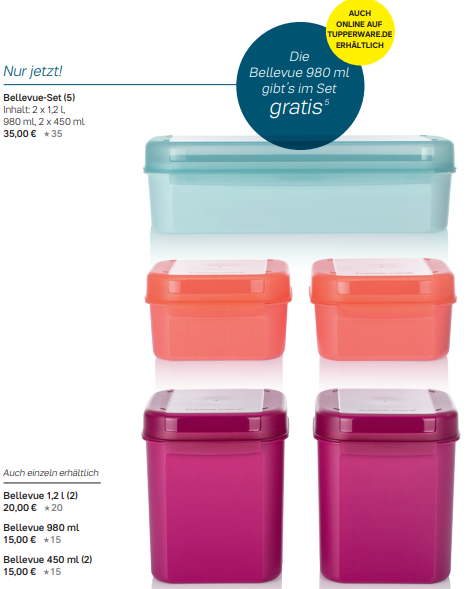 AUCH
ONLINE AUF
TUPPERWARE.DE
ERHÄLTLICH
Nur jetzt!
Die
Bellevue 980 ml
gibt's im Set
gratis⁵
Bellevue-Set (5)
Inhalt: 2 x 1,2 l,
980 ml, 2 x 450 ml
35,00 € ★35
Auch einzeln erhältlich
Bellevue 1,2 l (2)
20,00 € ★20
Bellevue 980 ml
15,00 € ★15
Bellevue 450 ml (2)
15,00 € ★15